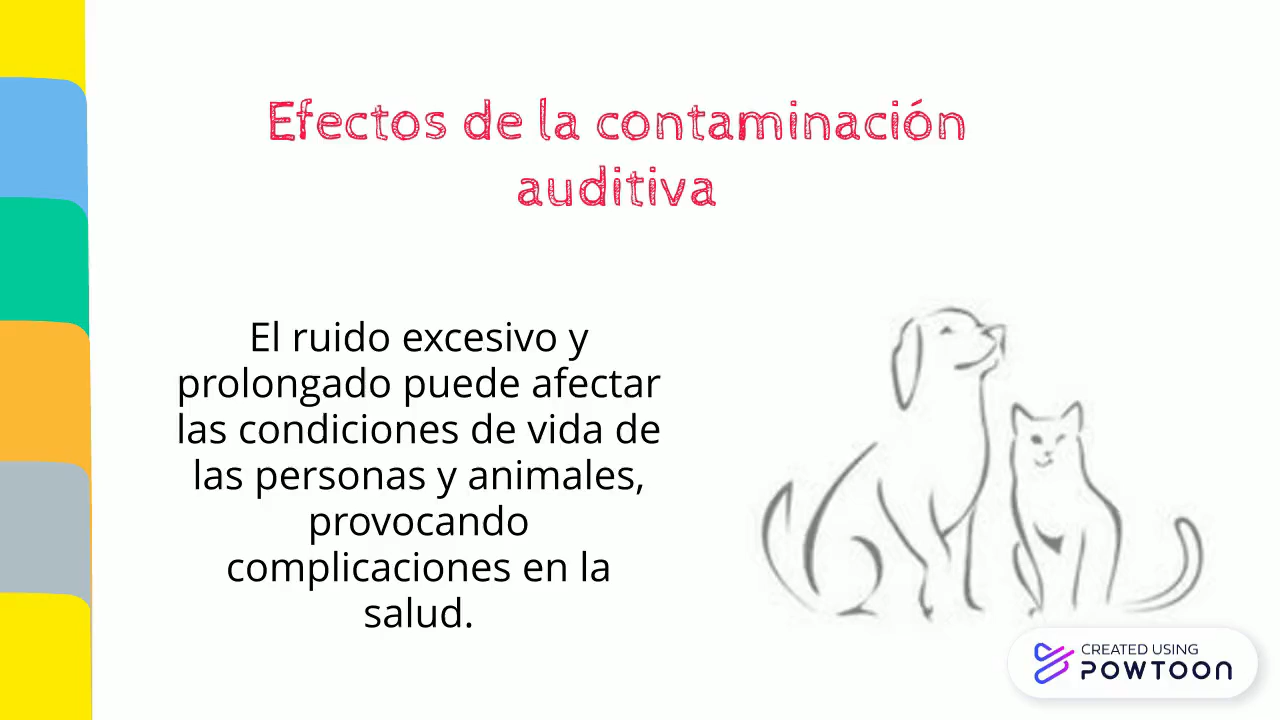 Efectos de la contaminación
auditiva
El ruido excesivo y
prolongado puede afectar
las condiciones de vida de
las personas y animales,
provocando
complicaciones en la
salud.
CREATED USING
POWTOON